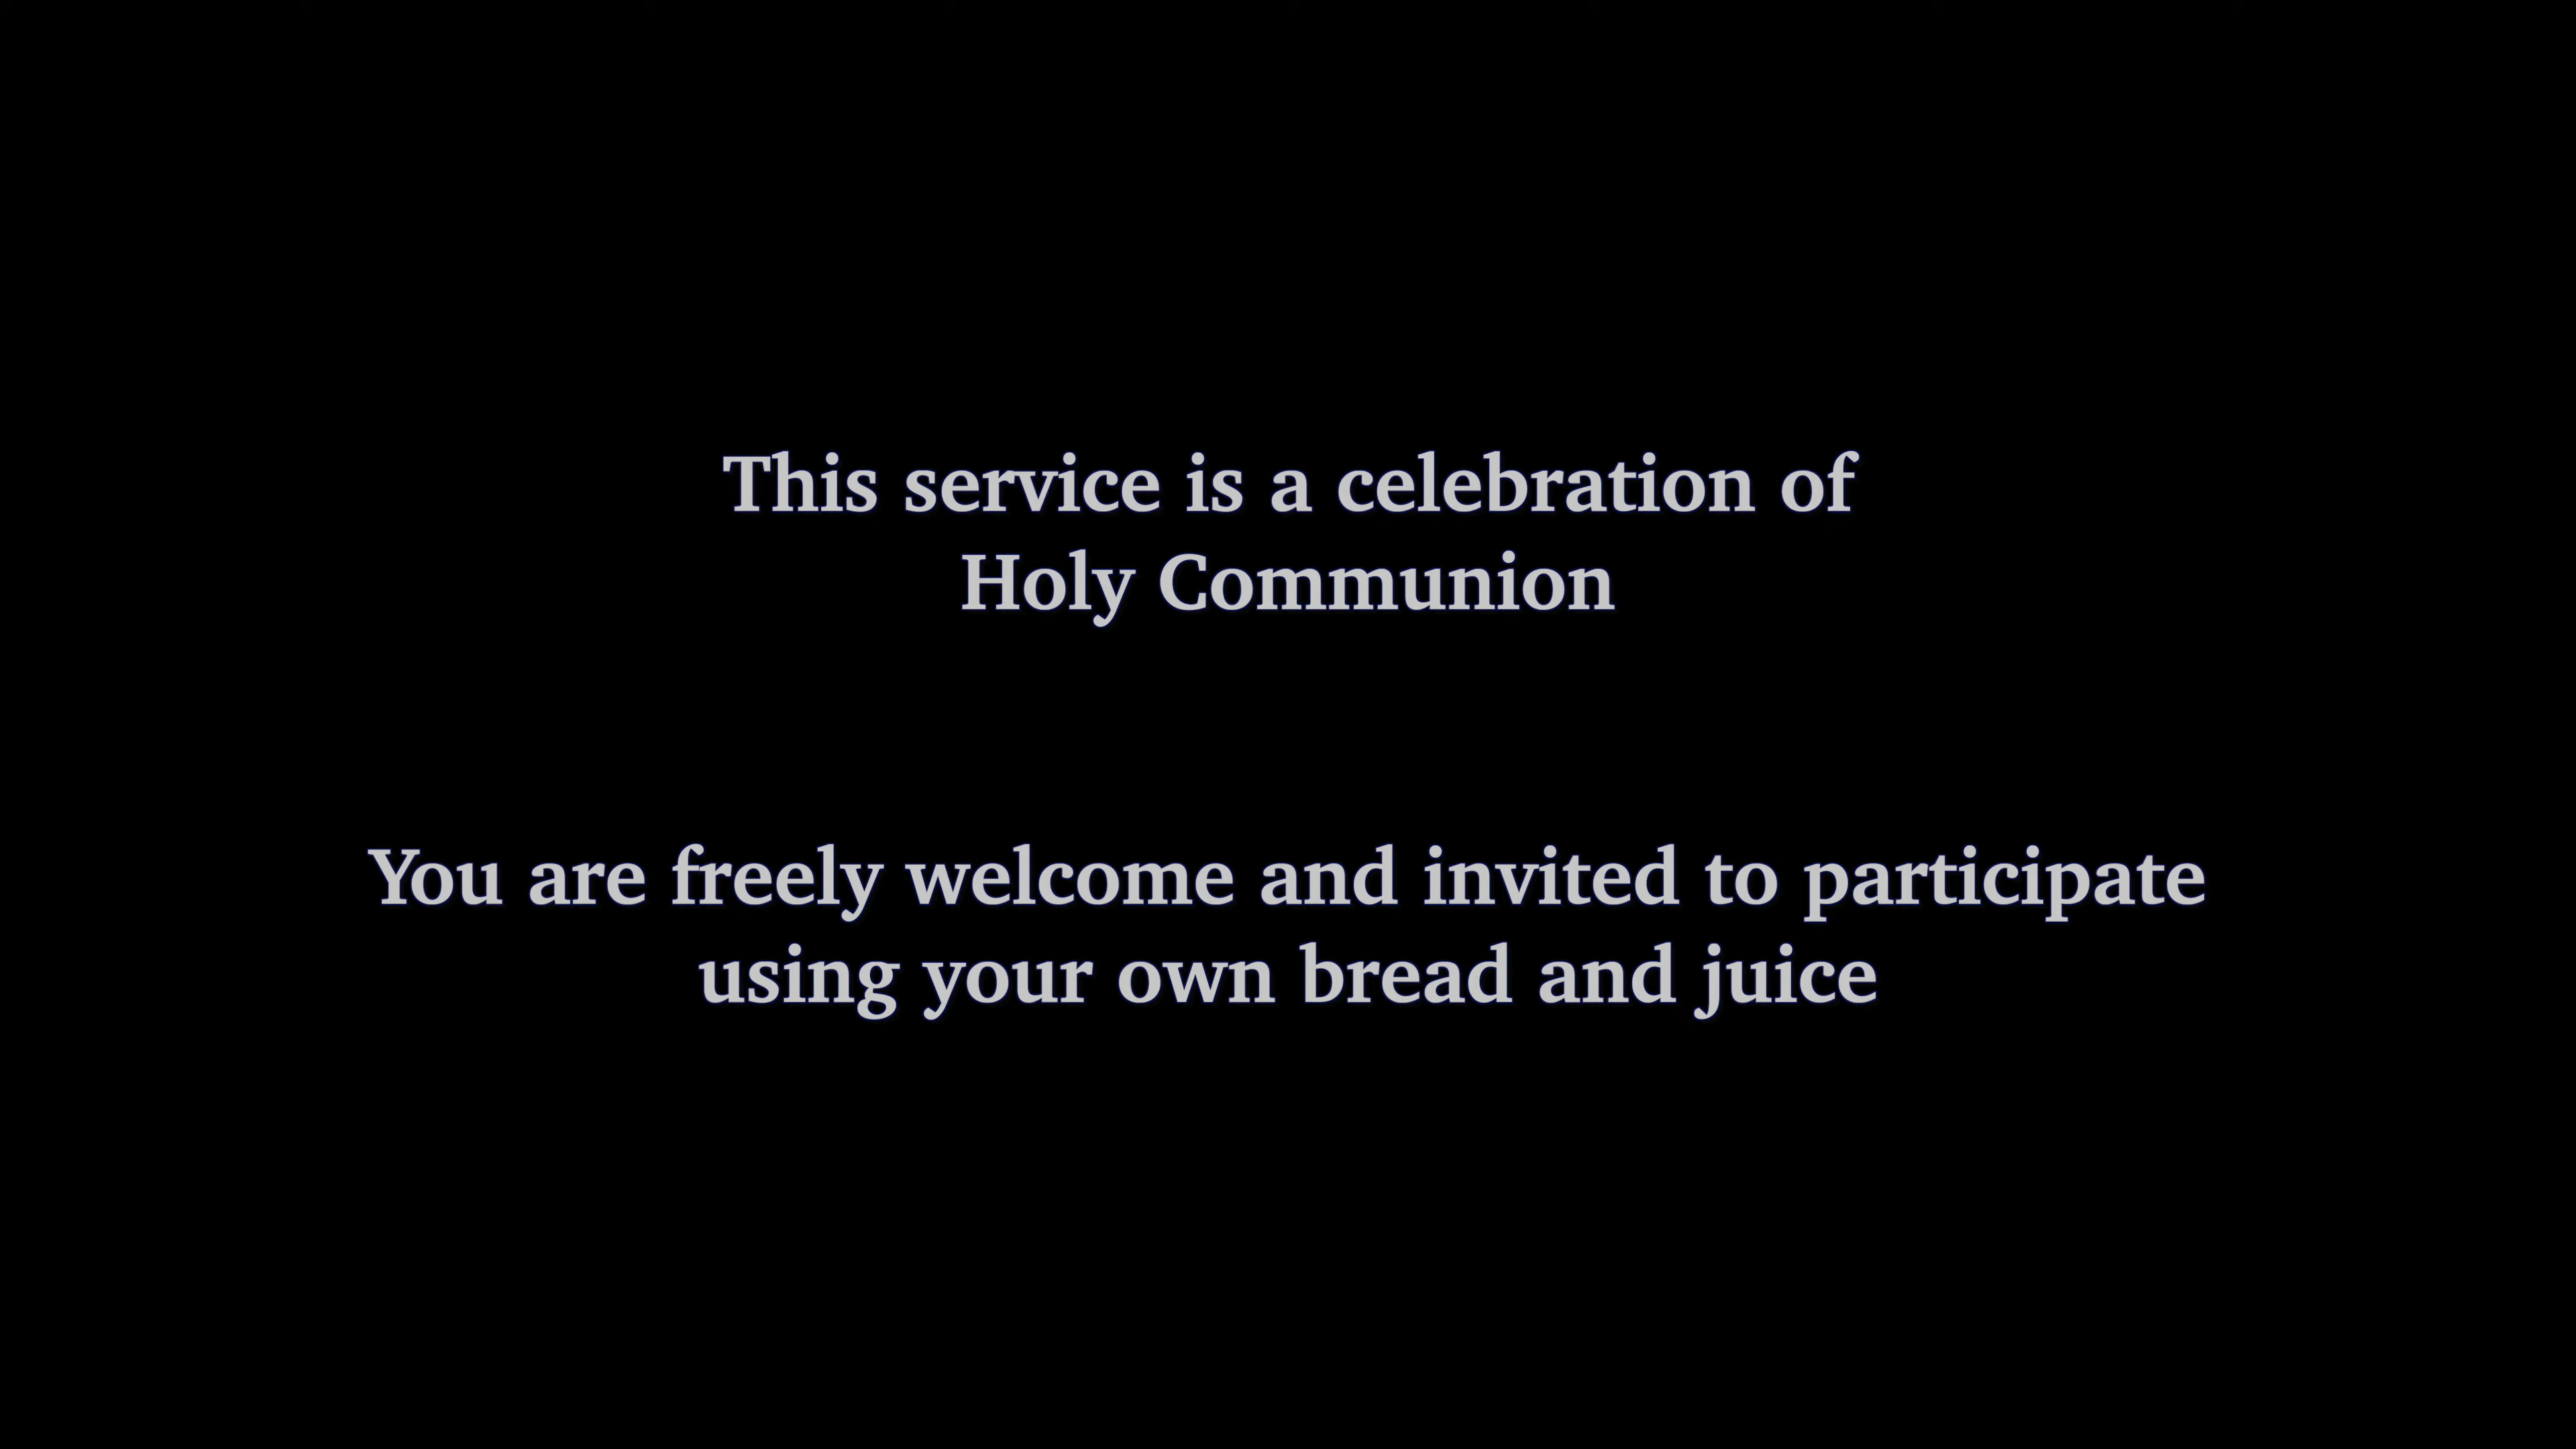 This service is a celebration of
Holy Communion
You are freely welcome and invited to participate
using your own bread and juice